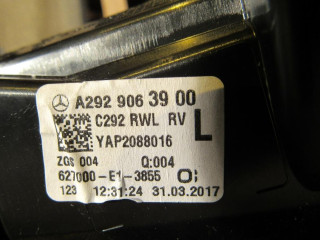 A292 906 39 00
C292 RWL RV L
YAP2088016
ZGS 004 Q:004
627000-E1-3855 O:
123 12:31:24 31.03.2017